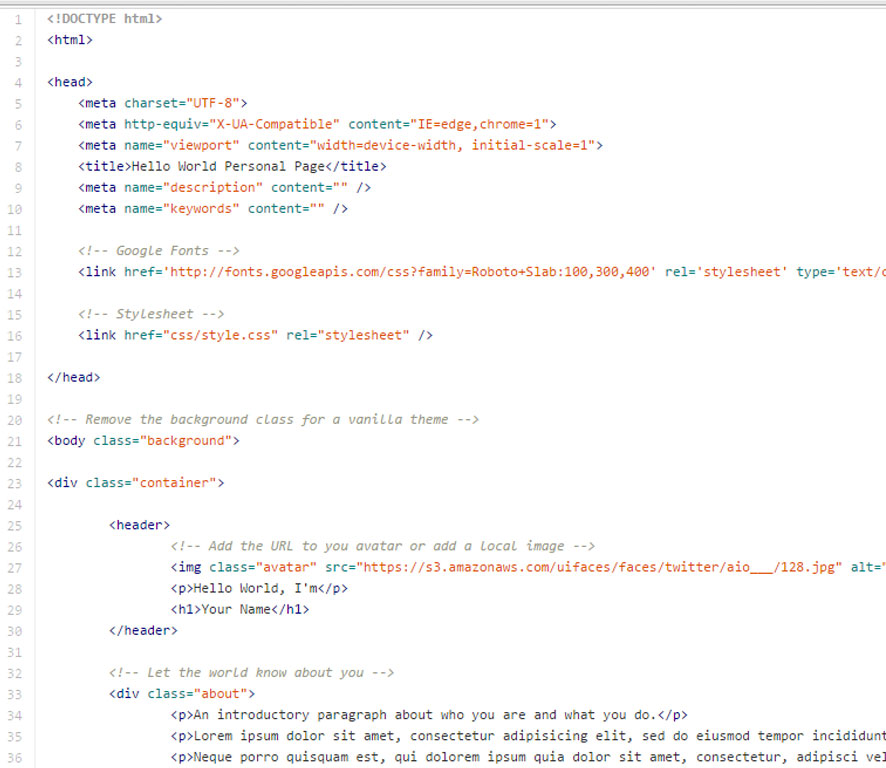 1 <!DOCTYPE html>
2 <html>
3
4 <head>
5 <meta charset="UTF-8">
6 <meta http-equiv="X-UA-Compatible" content="IE=edge,chrome=1">
7 <meta name="viewport" content="width=device-width, initial-scale=1">
8 <title>Hello World Personal Page</title>
9 <meta name="description" content="" />
10 <meta name="keywords" content="" />
11
12 <!-- Google Fonts -->
13 <link href='http://fonts.googleapis.com/css?family=Roboto+Slab:100,300,400' rel='stylesheet' type='text/c
14
15 <!-- Stylesheet -->
16 <link href="css/style.css" rel="stylesheet" />
17
18 </head>
19
20 <!-- Remove the background class for a vanilla theme -->
21 <body class="background">
22
23 <div class="container">
24
25 <header>
26 <!-- Add the URL to you avatar or add a local image -->
27 <img class="avatar" src="https://s3.amazonaws.com/uifaces/faces/twitter/aio___/128.jpg" alt="
28 <p>Hello World, I'm</p>
29 <h1>Your Name</h1>
30 </header>
31
32 <!-- Let the world know about you -->
33 <div class="about">
34 <p>An introductory paragraph about who you are and what you do.</p>
35 <p>Lorem ipsum dolor sit amet, consectetur adipisicing elit, sed do eiusmod tempor incididunt
36 <p>Neque porro quisquam est, qui dolorem ipsum quia dolor sit amet, consectetur, adipisci vel